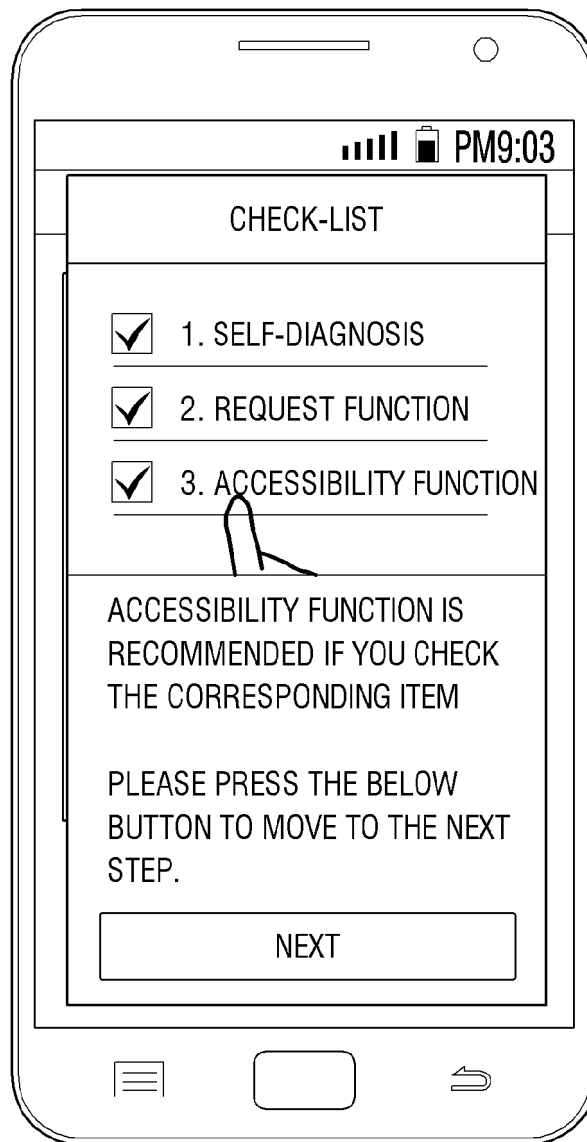 PM9:03
CHECK-LIST
1. SELF-DIAGNOSIS
2. REQUEST FUNCTION
3. ACCESSIBILITY FUNCTION
ACCESSIBILITY FUNCTION IS
RECOMMENDED IF YOU CHECK
THE CORRESPONDING ITEM
PLEASE PRESS THE BELOW
BUTTON TO MOVE TO THE NEXT
STEP.
NEXT